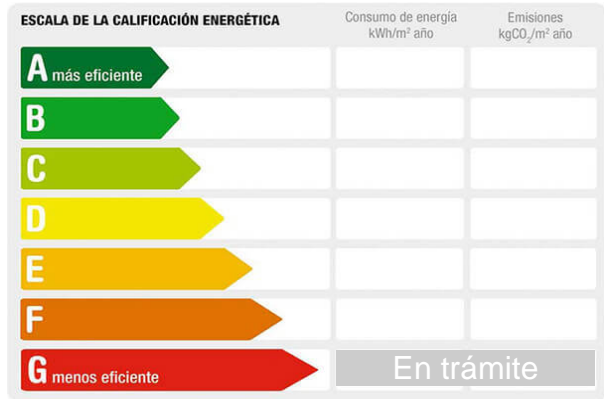 ESCALA DE LA CALIFICACIÓN ENERGÉTICA
Consumo de energía
kWh/m² año
Emisiones
kgCO₂/m² año
A más eficiente
B
C
D
E
F
G menos eficiente
En trámite